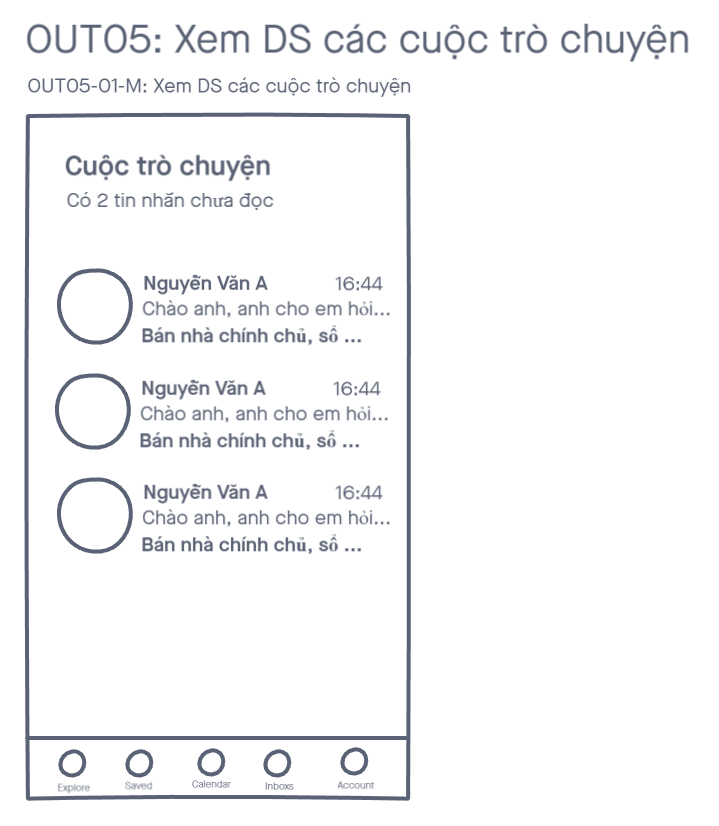 OUT05: Xem DS các cuộc trò chuyện
OUT05-01-M: Xem DS các cuộc trò chuyện
Cuộc trò chuyện
Có 2 tin nhắn chưa đọc
Nguyễn Văn A 16:44
Chào anh, anh cho em hỏi...
Bán nhà chính chủ, sổ ...
Nguyễn Văn A 16:44
Chào anh, anh cho em hỏi...
Bán nhà chính chủ, sổ ...
Nguyễn Văn A 16:44
Chào anh, anh cho em hỏi...
Bán nhà chính chủ, sổ ...
Explore Saved Calendar Inboxs Account